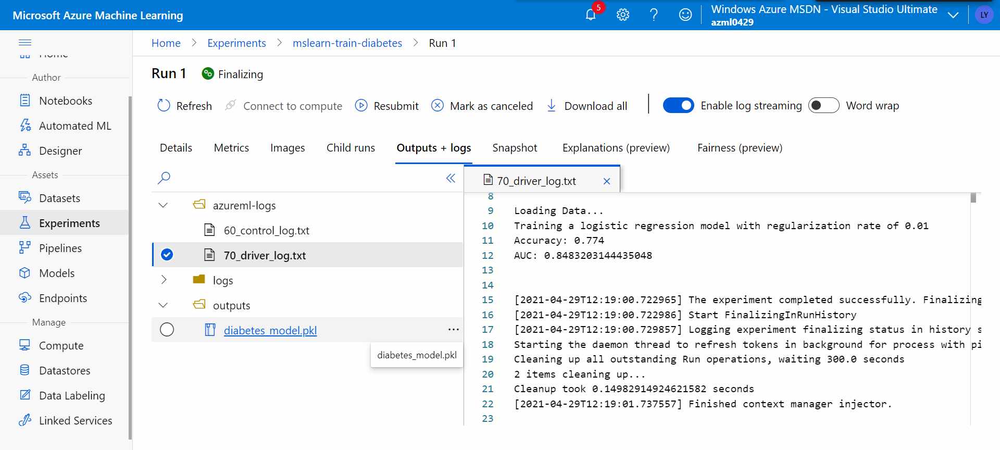 Microsoft Azure Machine Learning
5
Windows Azure MSDN - Visual Studio Ultimate
azml0429
LY
Home
Author
Notebooks
Automated ML
Designer
Assets
Datasets
Experiments
Pipelines
Models
Endpoints
Manage
Compute
Datastores
Data Labeling
Linked Services
Home > Experiments > mslearn-train-diabetes > Run 1
Run 1 Finalizing
Refresh Connect to compute Resubmit Mark as canceled Download all Enable log streaming Word wrap
Details Metrics Images Child runs Outputs + logs Snapshot Explanations (preview) Fairness (preview)
azureml-logs
60_control_log.txt
70_driver_log.txt
logs
outputs
diabetes_model.pkl ...
diabetes_model.pkl
70_driver_log.txt
8
9 Loading Data...
10 Training a logistic regression model with regularization rate of 0.01
11 Accuracy: 0.774
12 AUC: 0.8483203144435048
13
14
15 [2021-04-29T12:19:00.722965] The experiment completed successfully. Finalizing
16 [2021-04-29T12:19:00.722986] Start FinalizingInRunHistory
17 [2021-04-29T12:19:00.729857] Logging experiment finalizing status in history s
18 Starting the daemon thread to refresh tokens in background for process with pi
19 Cleaning up all outstanding Run operations, waiting 300.0 seconds
20 2 items cleaning up...
21 Cleanup took 0.14982914924621582 seconds
22 [2021-04-29T12:19:01.737557] Finished context manager injector.
23